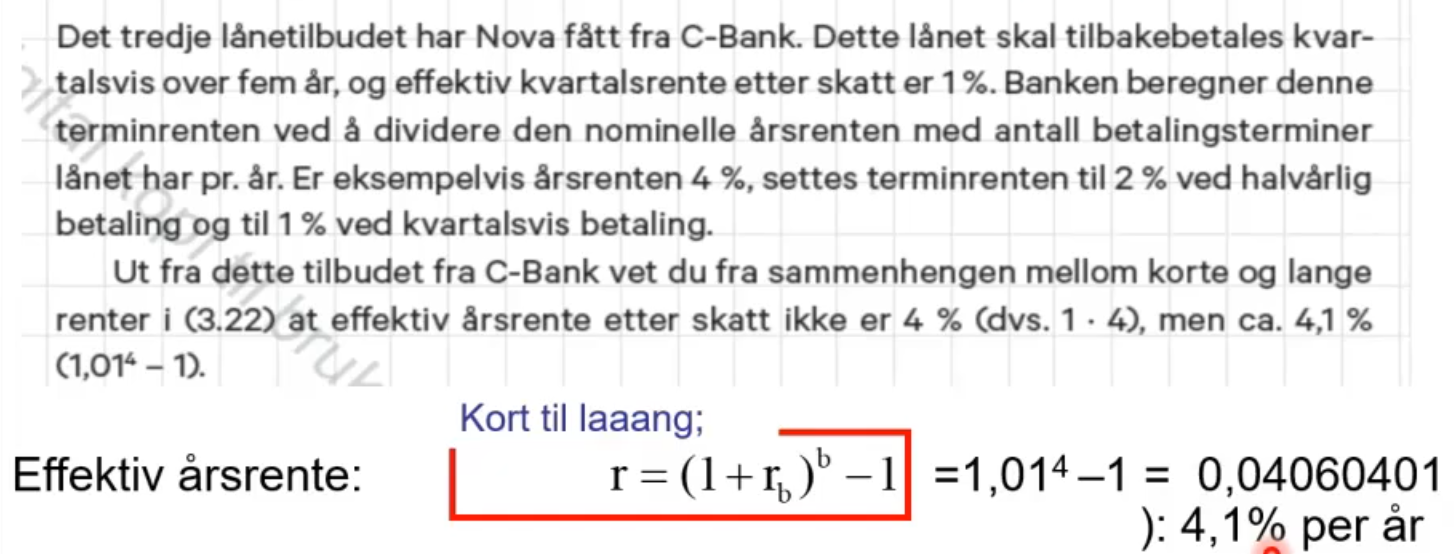 Det tredje lånetilbudet har Nova fått fra C-Bank. Dette lånet skal tilbakebetales kvar-
talsvis over fem år, og effektiv kvartalsrente etter skatt er 1 %. Banken beregner denne
terminrenten ved å dividere den nominelle årsrenten med antall betalingsterminer
lånet har pr. år. Er eksempelvis årsrenten 4 %, settes terminrenten til 2 % ved halvårlig
betaling og til 1 % ved kvartalsvis betaling.
Ut fra dette tilbudet fra C-Bank vet du fra sammenhengen mellom korte og lange
renter i (3.22) at effektiv årsrente etter skatt ikke er 4 % (dvs. 1 · 4), men ca. 4,1 %
(1,01⁴ – 1).
Kort til laaang;
Effektiv årsrente: r = (1+r_b)^b − 1 =1,01⁴ –1 = 0,04060401
): 4,1% per år